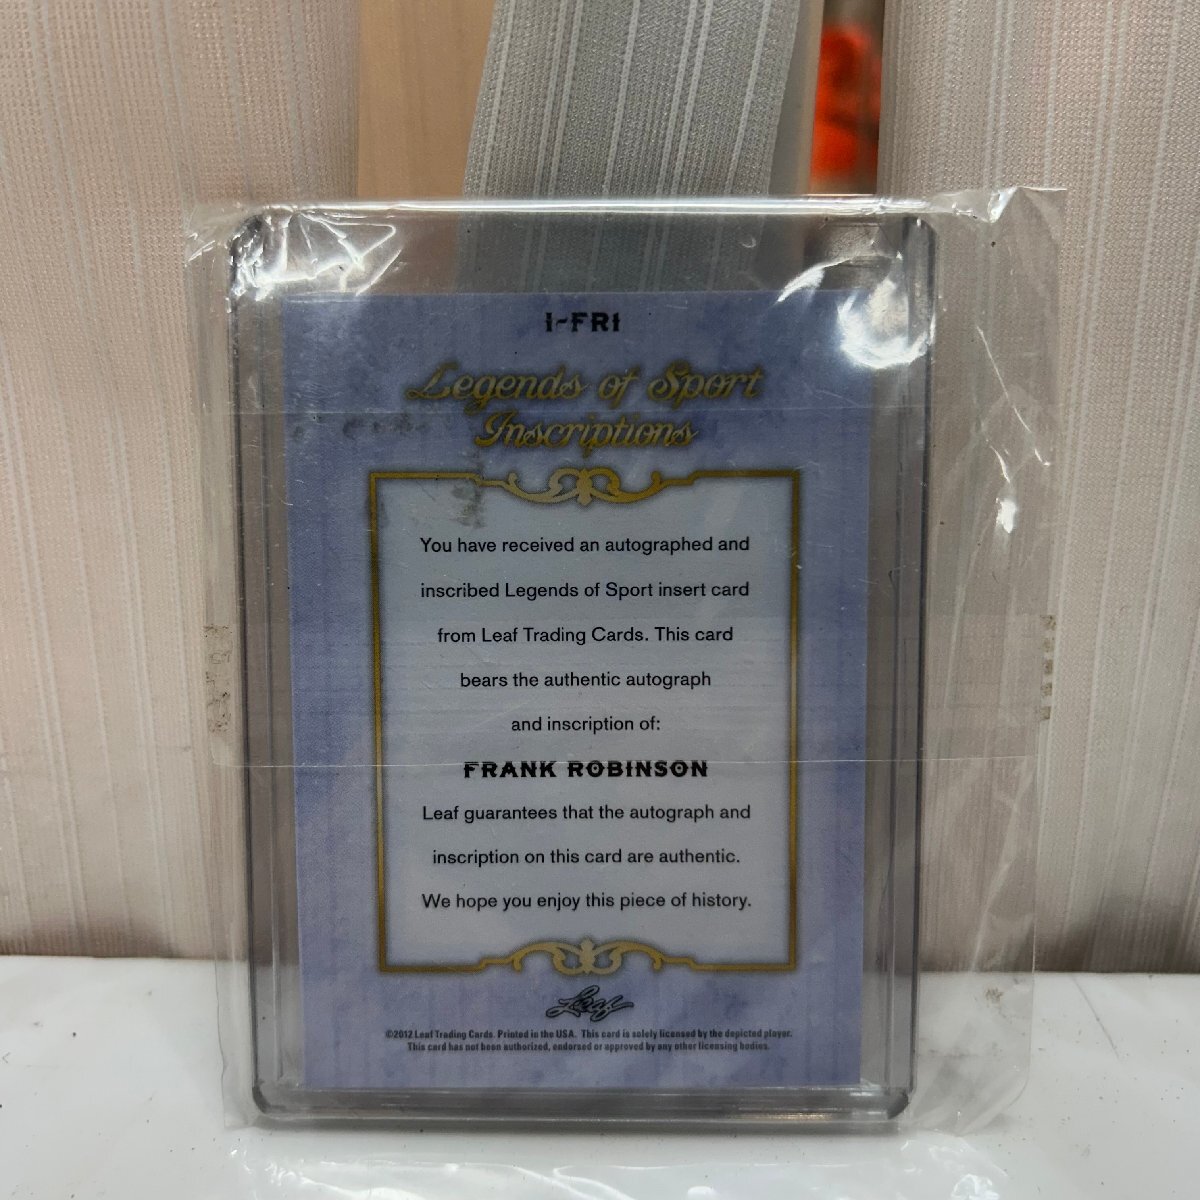 I-FR1
Legends of Sport
Inscriptions
You have received an autographed and
inscribed Legends of Sport insert card
from Leaf Trading Cards. This card
bears the authentic autograph
and inscription of:
FRANK ROBINSON
Leaf guarantees that the autograph and
inscription on this card are authentic.
We hope you enjoy this piece of history.
Leaf
©2012 Leaf Trading Cards. Printed in the USA. This card is solely licensed by the depicted player.
This card has not been authorized, endorsed or approved by any other licensing bodies.